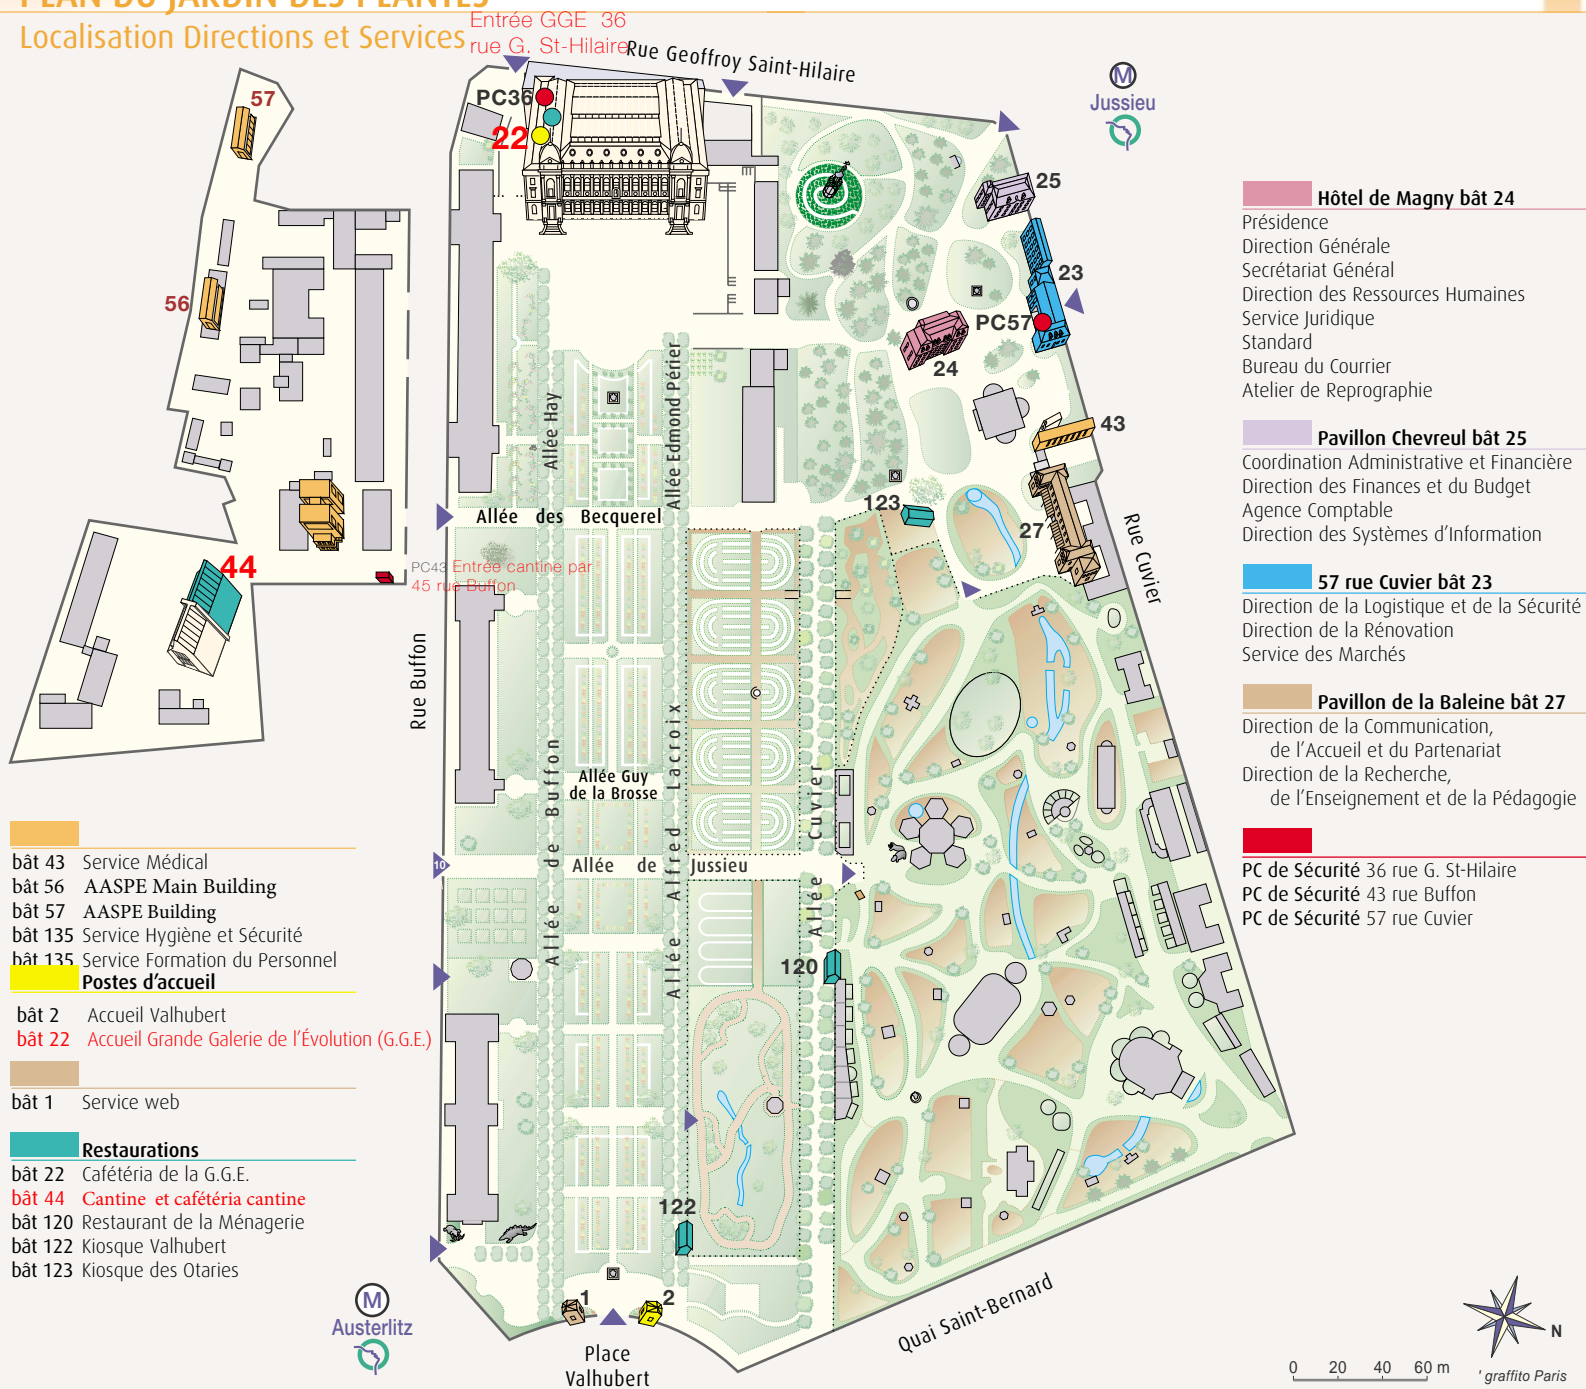 PLAN DU JARDIN DES PLANTES
Localisation Directions et Services
Entrée GGE 36
rue G. St-Hilaire
Rue Geoffroy Saint-Hilaire
M
Jussieu
57
PC36
22
25
56
23
PC57
24
43
Allée Hay
Allée Edmond Périer
123
27
Allée des Becquerel
Rue Cuvier
44
PC43 Entrée cantine par
45 rue Buffon
Rue Buffon
Allée de Buffon
Allée Alfred Lacroix
Allée Cuvier
Allée Guy
de la Brosse
10
Allée de Jussieu
120
122
1
2
Place
Valhubert
Quai Saint-Bernard
M
Austerlitz
Hôtel de Magny bât 24
Présidence
Direction Générale
Secrétariat Général
Direction des Ressources Humaines
Service Juridique
Standard
Bureau du Courrier
Atelier de Reprographie
Pavillon Chevreul bât 25
Coordination Administrative et Financière
Direction des Finances et du Budget
Agence Comptable
Direction des Systèmes d'Information
57 rue Cuvier bât 23
Direction de la Logistique et de la Sécurité
Direction de la Rénovation
Service des Marchés
Pavillon de la Baleine bât 27
Direction de la Communication,
de l'Accueil et du Partenariat
Direction de la Recherche,
de l'Enseignement et de la Pédagogie
PC de Sécurité 36 rue G. St-Hilaire
PC de Sécurité 43 rue Buffon
PC de Sécurité 57 rue Cuvier
bât 43 Service Médical
bât 56 AASPE Main Building
bât 57 AASPE Building
bât 135 Service Hygiène et Sécurité
bât 135 Service Formation du Personnel
Postes d'accueil
bât 2 Accueil Valhubert
bât 22 Accueil Grande Galerie de l'Évolution (G.G.E.)
bât 1 Service web
Restaurations
bât 22 Cafétéria de la G.G.E.
bât 44 Cantine et cafétéria cantine
bât 120 Restaurant de la Ménagerie
bât 122 Kiosque Valhubert
bât 123 Kiosque des Otaries
N
0 20 40 60 m
' graffito Paris